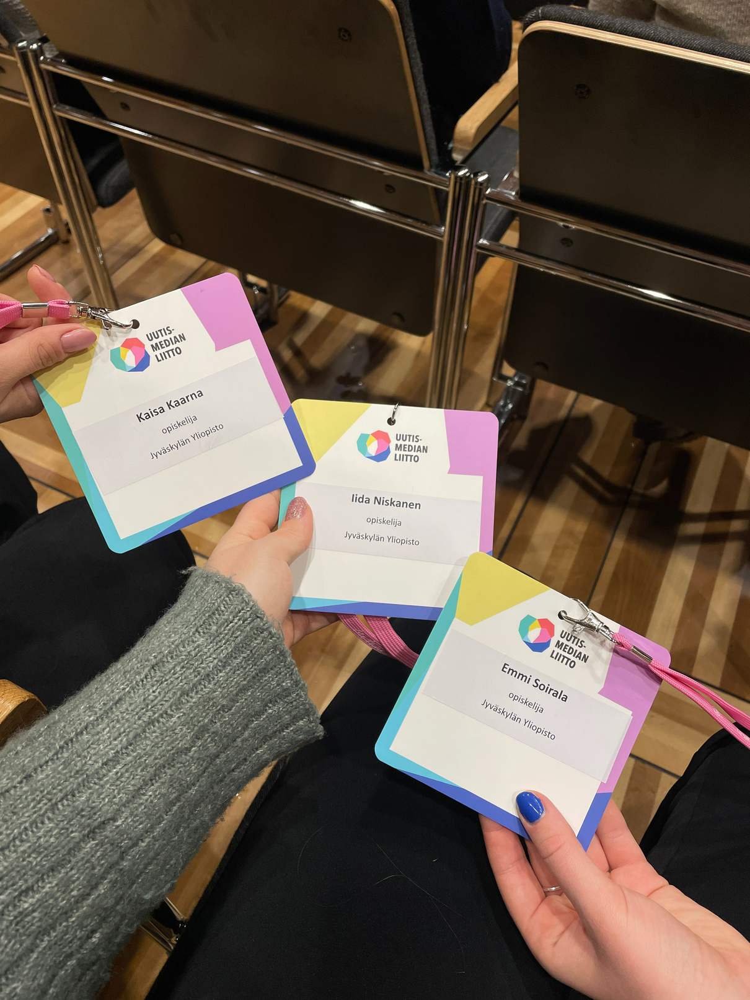 UUTIS-
MEDIAN
LIITTO
Kaisa Kaarna
opiskelija
Jyväskylän Yliopisto
UUTIS-
MEDIAN
LIITTO
Iida Niskanen
opiskelija
Jyväskylän Yliopisto
UUTIS-
MEDIAN
LIITTO
Emmi Soirala
opiskelija
Jyväskylän Yliopisto